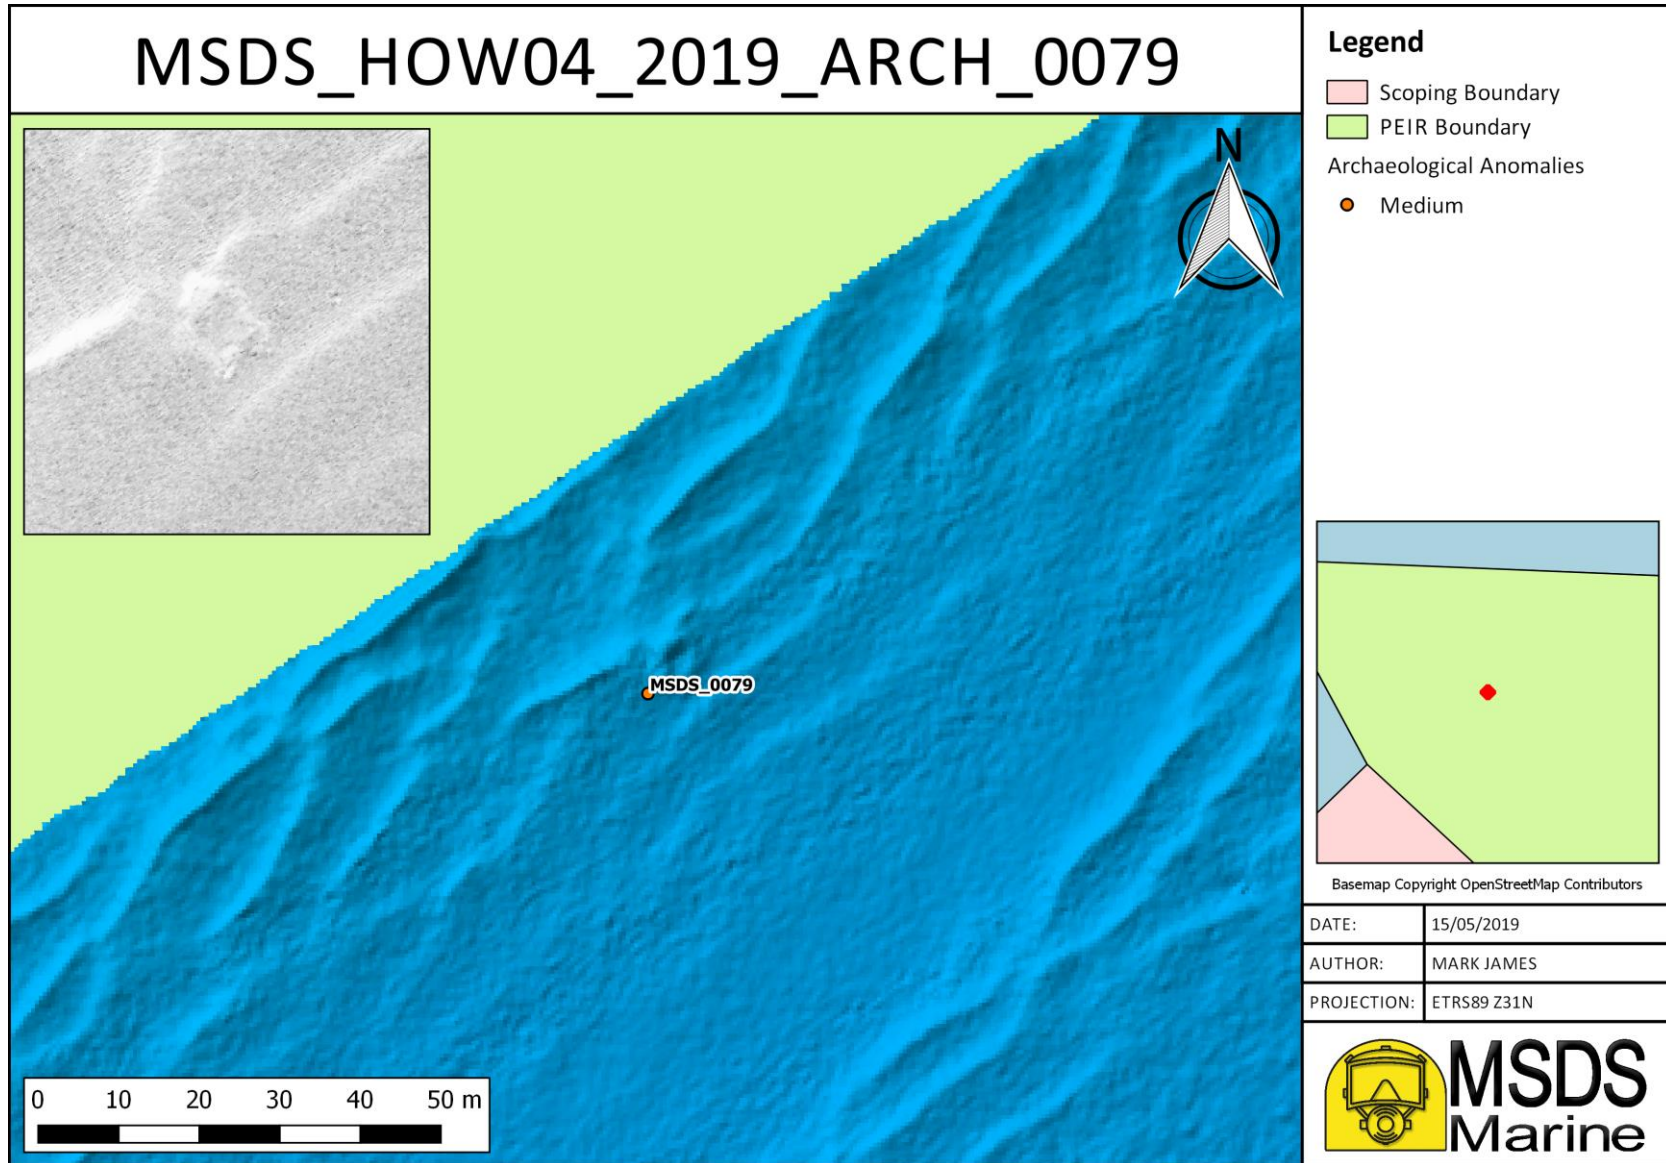 MSDS_HOW04_2019_ARCH_0079
Legend
Scoping Boundary
PEIR Boundary
Archaeological Anomalies
Medium
N
MSDS_0079
0 10 20 30 40 50 m
Basemap Copyright OpenStreetMap Contributors
DATE: 15/05/2019
AUTHOR: MARK JAMES
PROJECTION: ETRS89 Z31N
MSDS
Marine